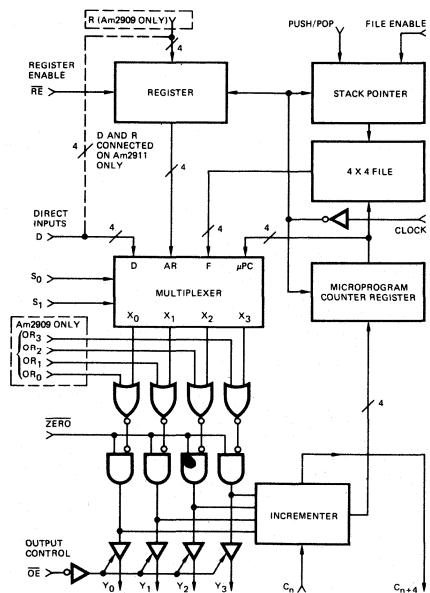 R (Am2909 ONLY)
PUSH/POP
FILE ENABLE
4
REGISTER
ENABLE
RE
REGISTER
STACK POINTER
4
D AND R
CONNECTED
ON Am2911
ONLY
4
4 X 4 FILE
DIRECT
INPUTS
D
4
4
4
CLOCK
D
AR
F
μPC
MULTIPLEXER
S0
S1
X0
X1
X2
X3
MICROPROGRAM
COUNTER REGISTER
Am2909 ONLY
OR3
OR2
OR1
OR0
4
ZERO
INCREMENTER
OUTPUT
CONTROL
OE
Y0
Y1
Y2
Y3
Cn
Cn+4